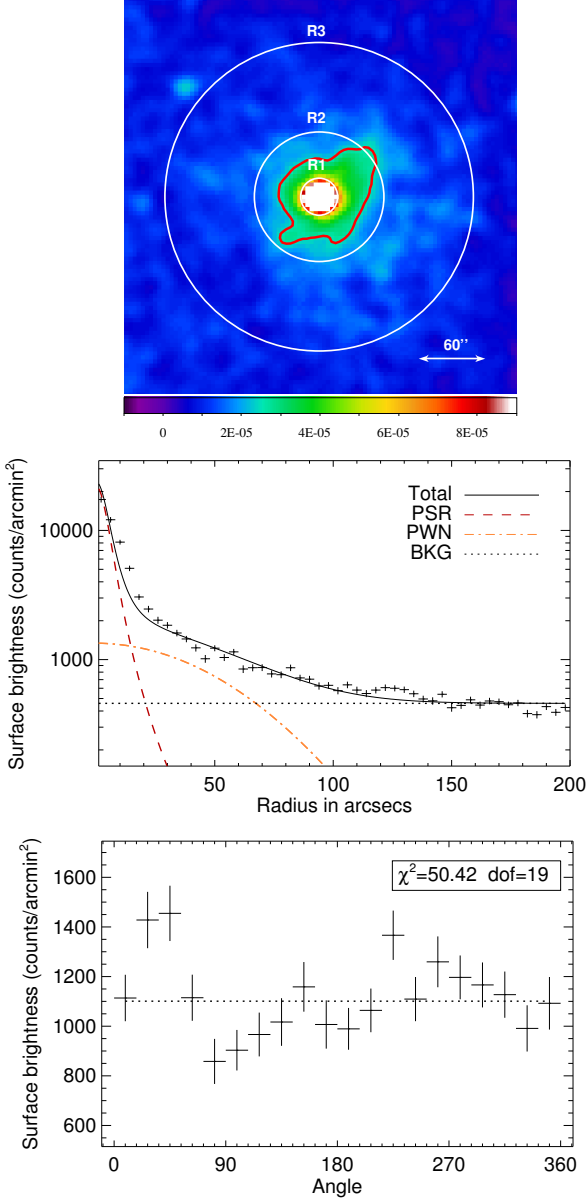 R3
R2
R1
60''
0 2E-05 4E-05 6E-05 8E-05
Surface brightness (counts/arcmin²)
10000
1000
Total
PSR
PWN
BKG
50 100 150 200
Radius in arcsecs
Surface brightness (counts/arcmin²)
1600
1400
1200
1000
800
600
χ²=50.42 dof=19
0 90 180 270 360
Angle